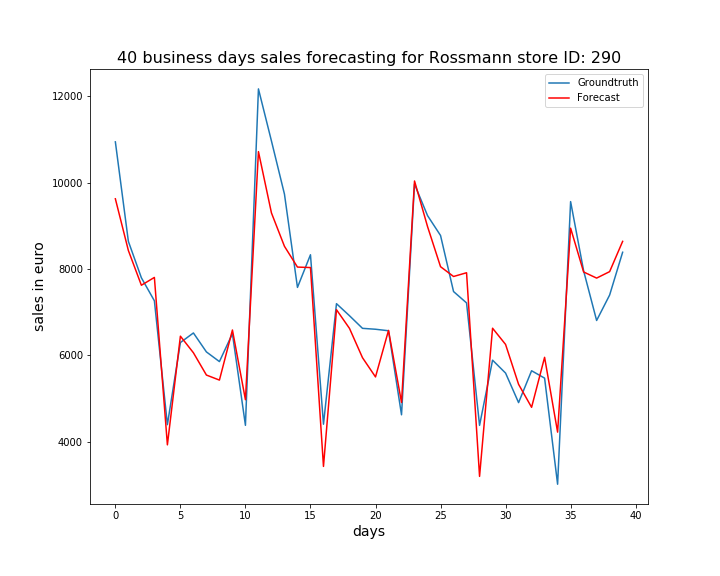 40 business days sales forecasting for Rossmann store ID: 290
Groundtruth
Forecast
12000
10000
8000
6000
4000
sales in euro
0 5 10 15 20 25 30 35 40
days